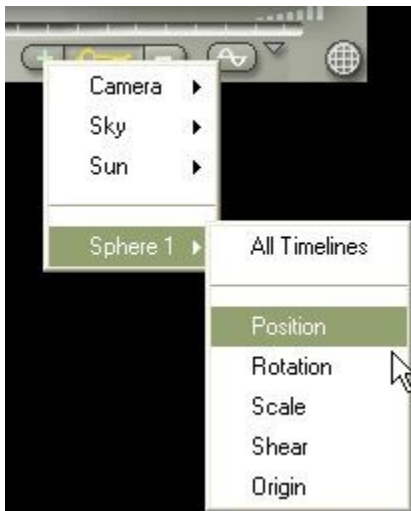 Camera
Sky
Sun
Sphere 1
All Timelines
Position
Rotation
Scale
Shear
Origin